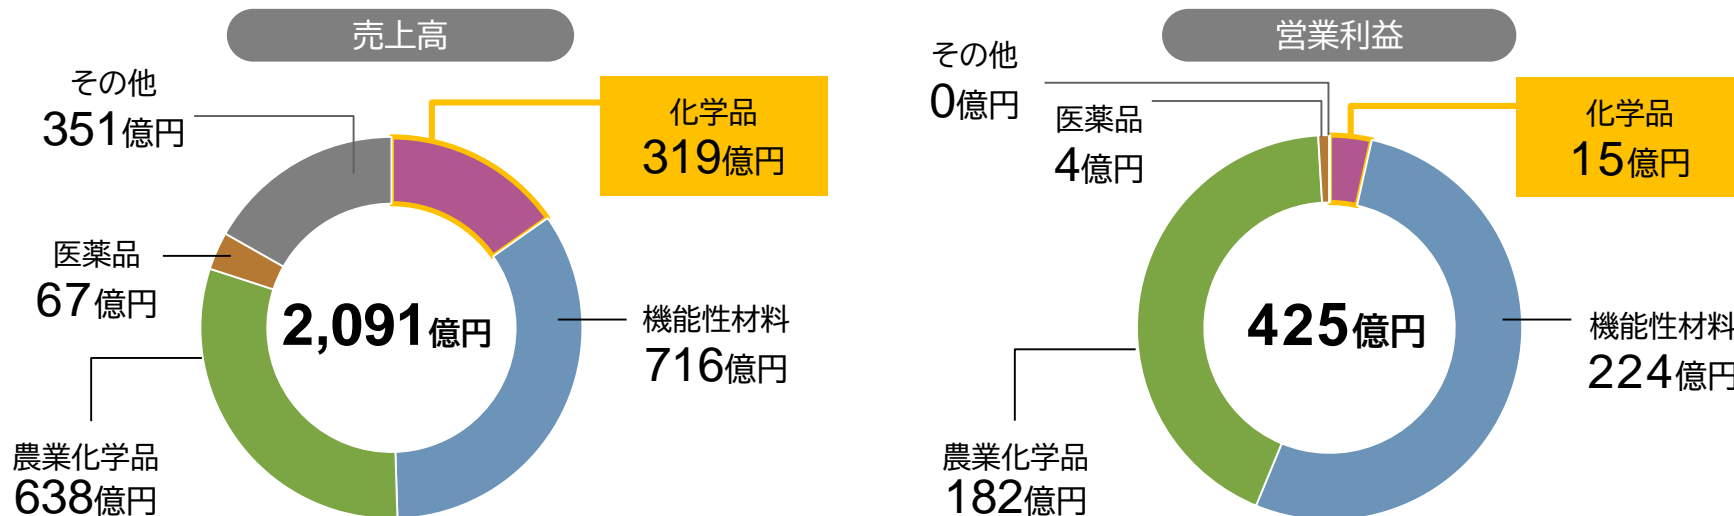 売上高
その他
351億円
化学品
319億円
医薬品
67億円
2,091億円
機能性材料
716億円
農業化学品
638億円
営業利益
その他
0億円
医薬品
4億円
化学品
15億円
425億円
機能性材料
224億円
農業化学品
182億円